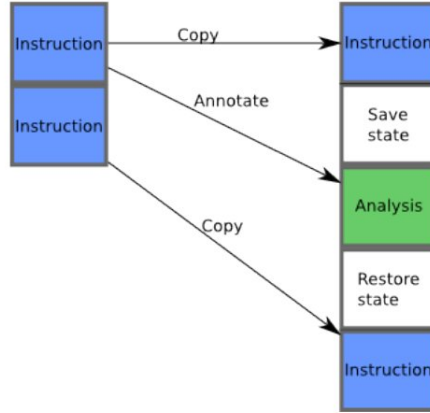 Instruction
Copy
Instruction
Instruction
Annotate
Save
state
Analysis
Copy
Restore
state
Instruction